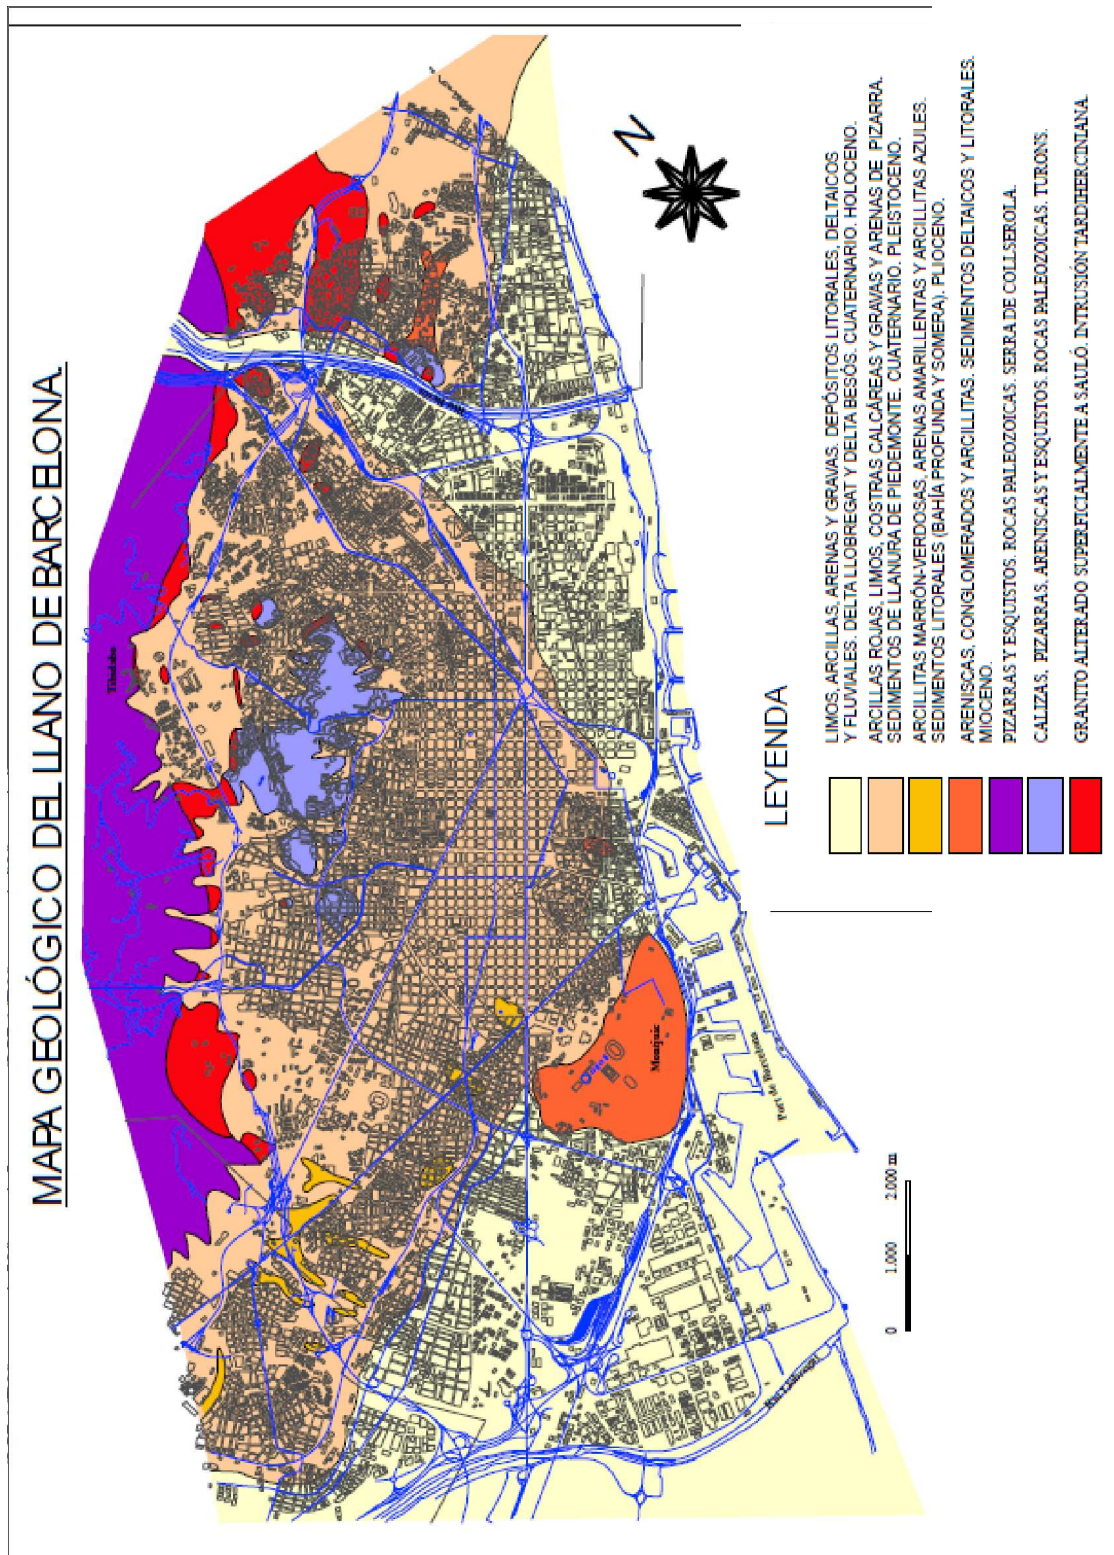 MAPA GEOLÓGICO DEL LLANO DE BARCELONA.
Tibidabo
N
Montjuïc
Port de Barcelona
Riu Llobregat
0 1.000 2.000 m
LEYENDA
LIMOS, ARCILLAS, ARENAS Y GRAVAS. DEPÓSITOS LITORALES, DELTAICOS
Y FLUVIALES. DELTA LLOBREGAT Y DELTA BESÓS. CUATERNARIO. HOLOCENO.
ARCILLAS ROJAS, LIMOS, COSTRAS CALCÁREAS Y GRAVAS Y ARENAS DE PIZARRA.
SEDIMENTOS DE LLANURA DE PIEDEMONTE. CUATERNARIO. PLEISTOCENO.
ARCILLITAS MARRÓN-VERDOSAS, ARENAS AMARILLENTAS Y ARCILLITAS AZULES.
SEDIMENTOS LITORALES (BAHÍA PROFUNDA Y SOMERA). PLIOCENO.
ARENISCAS, CONGLOMERADOS Y ARCILLITAS. SEDIMENTOS DELTAICOS Y LITORALES.
MIOCENO.
PIZARRAS Y ESQUISTOS. ROCAS PALEOZOICAS. SERRA DE COLLSEROLA.
CALIZAS, PIZARRAS, ARENISCAS Y ESQUISTOS. ROCAS PALEOZOICAS. TURONS.
GRANITO ALTERADO SUPERFICIALMENTE A SAULÓ. INTRUSIÓN TARDIHERCINIANA.